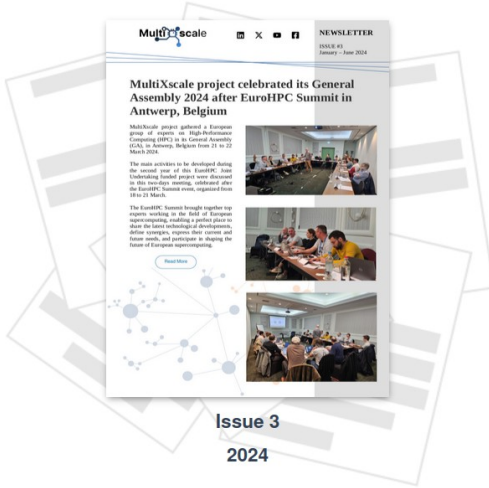 MultiXscale
NEWSLETTER
ISSUE #3
January – June 2024
MultiXscale project celebrated its General
Assembly 2024 after EuroHPC Summit in
Antwerp, Belgium
MultiXscale project gathered a European
group of experts on High-Performance
Computing (HPC) in its General Assembly
(GA), in Antwerp, Belgium from 21 to 22
March 2024.
The main activities to be developed during
the second year of this EuroHPC Joint
Undertaking funded project were discussed
in this two-days meeting, celebrated after
the EuroHPC Summit event, organized from
18 to 21 March.
The EuroHPC Summit brought together top
experts working in the field of European
supercomputing, enabling a perfect place to
share the latest technological developments,
define synergies, express their current and
future needs, and participate in shaping the
future of European supercomputing.
Read More
Issue 3
2024